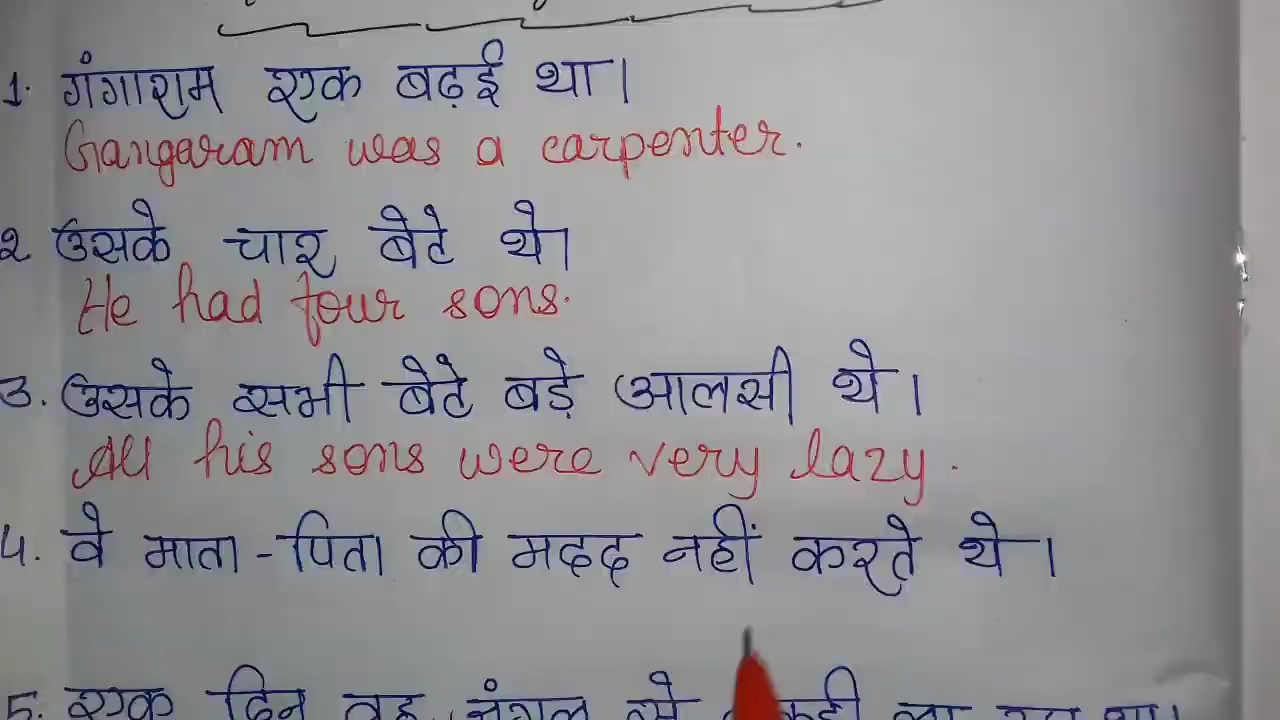 1. गंगाराम एक बढ़ई था।
Gangaram was a carpenter.
2 उसके चार बेटे थे।
He had four sons.
3. उसके सभी बेटे बड़े आलसी थे।
All his sons were very lazy.
4. वे माता-पिता की मदद नहीं करते थे।
5. एक दिन वह जंगल से